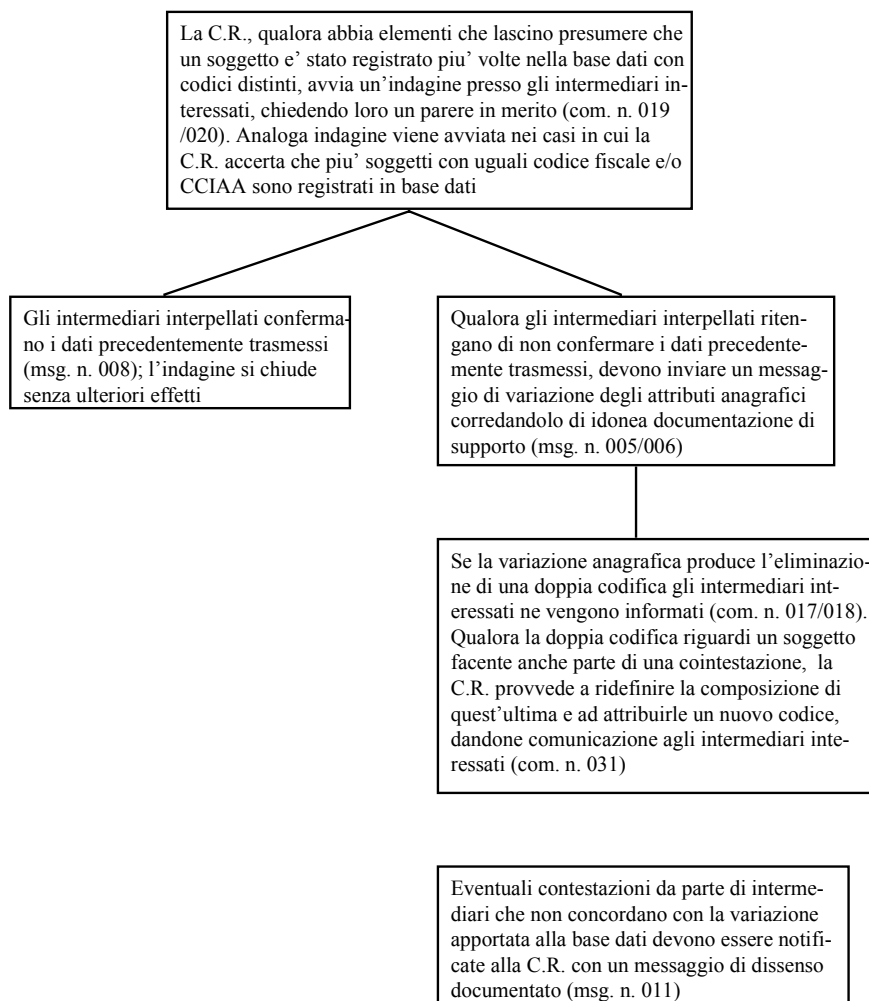 La C.R., qualora abbia elementi che lascino presumere che
un soggetto e’ stato registrato piu’ volte nella base dati con
codici distinti, avvia un’indagine presso gli intermediari in-
teressati, chiedendo loro un parere in merito (com. n. 019
/020). Analoga indagine viene avviata nei casi in cui la
C.R. accerta che piu’ soggetti con uguali codice fiscale e/o
CCIAA sono registrati in base dati
Gli intermediari interpellati conferma-
no i dati precedentemente trasmessi
(msg. n. 008); l’indagine si chiude
senza ulteriori effetti
Qualora gli intermediari interpellati riten-
gano di non confermare i dati precedente-
mente trasmessi, devono inviare un messag-
gio di variazione degli attributi anagrafici
corredandolo di idonea documentazione di
supporto (msg. n. 005/006)
Se la variazione anagrafica produce l’eliminazio-
ne di una doppia codifica gli intermediari int-
eressati ne vengono informati (com. n. 017/018).
Qualora la doppia codifica riguardi un soggetto
facente anche parte di una cointestazione, la
C.R. provvede a ridefinire la composizione di
quest’ultima e ad attribuirle un nuovo codice,
dandone comunicazione agli intermediari inte-
ressati (com. n. 031)
Eventuali contestazioni da parte di interme-
diari che non concordano con la variazione
apportata alla base dati devono essere notifi-
cate alla C.R. con un messaggio di dissenso
documentato (msg. n. 011)